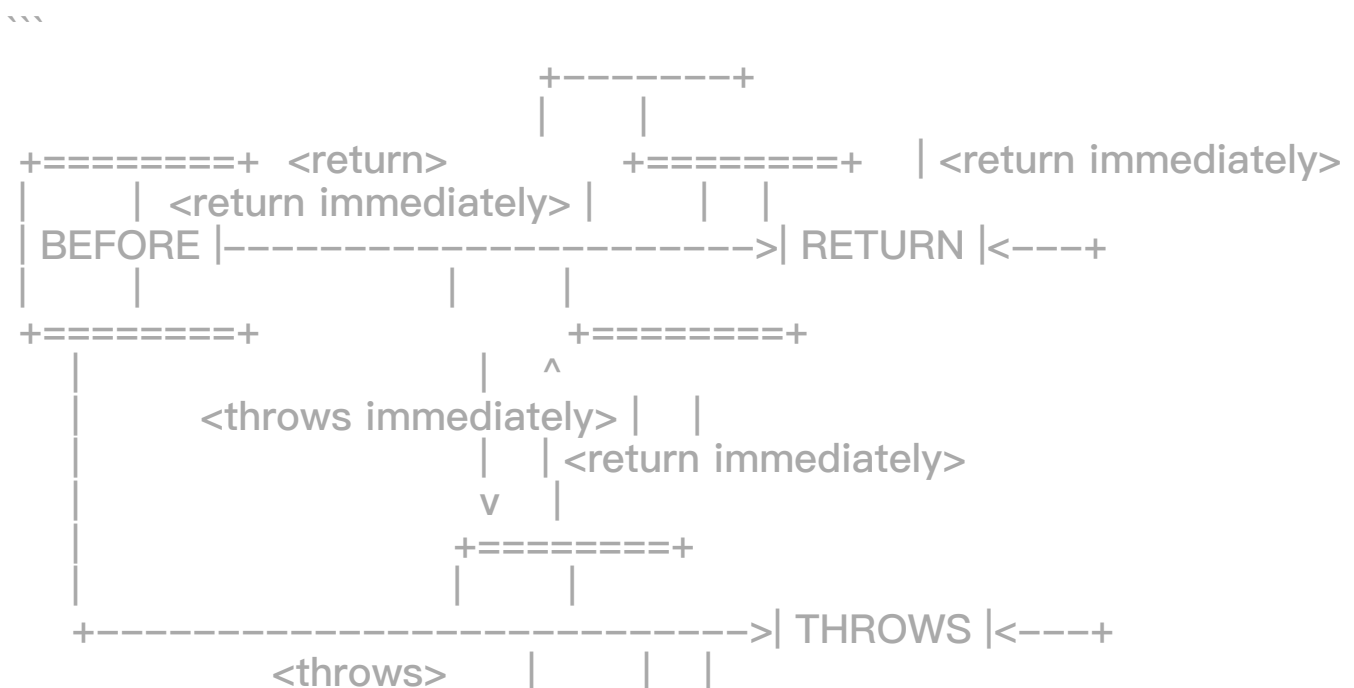 ```
+-------+
|       |
+========+  <return>             +========+    | <return immediately>
|        |  <return immediately> |        |    |
| BEFORE |---------------------->| RETURN |<---+
|        |                       |        |
+========+                       +========+
|                                |    ^
|         <throws immediately> |    |
|                                |    | <return immediately>
|                                v    |
|                              +========+
|                              |        |
+--------------------------->| THROWS |<---+
<throws>       |        |    |